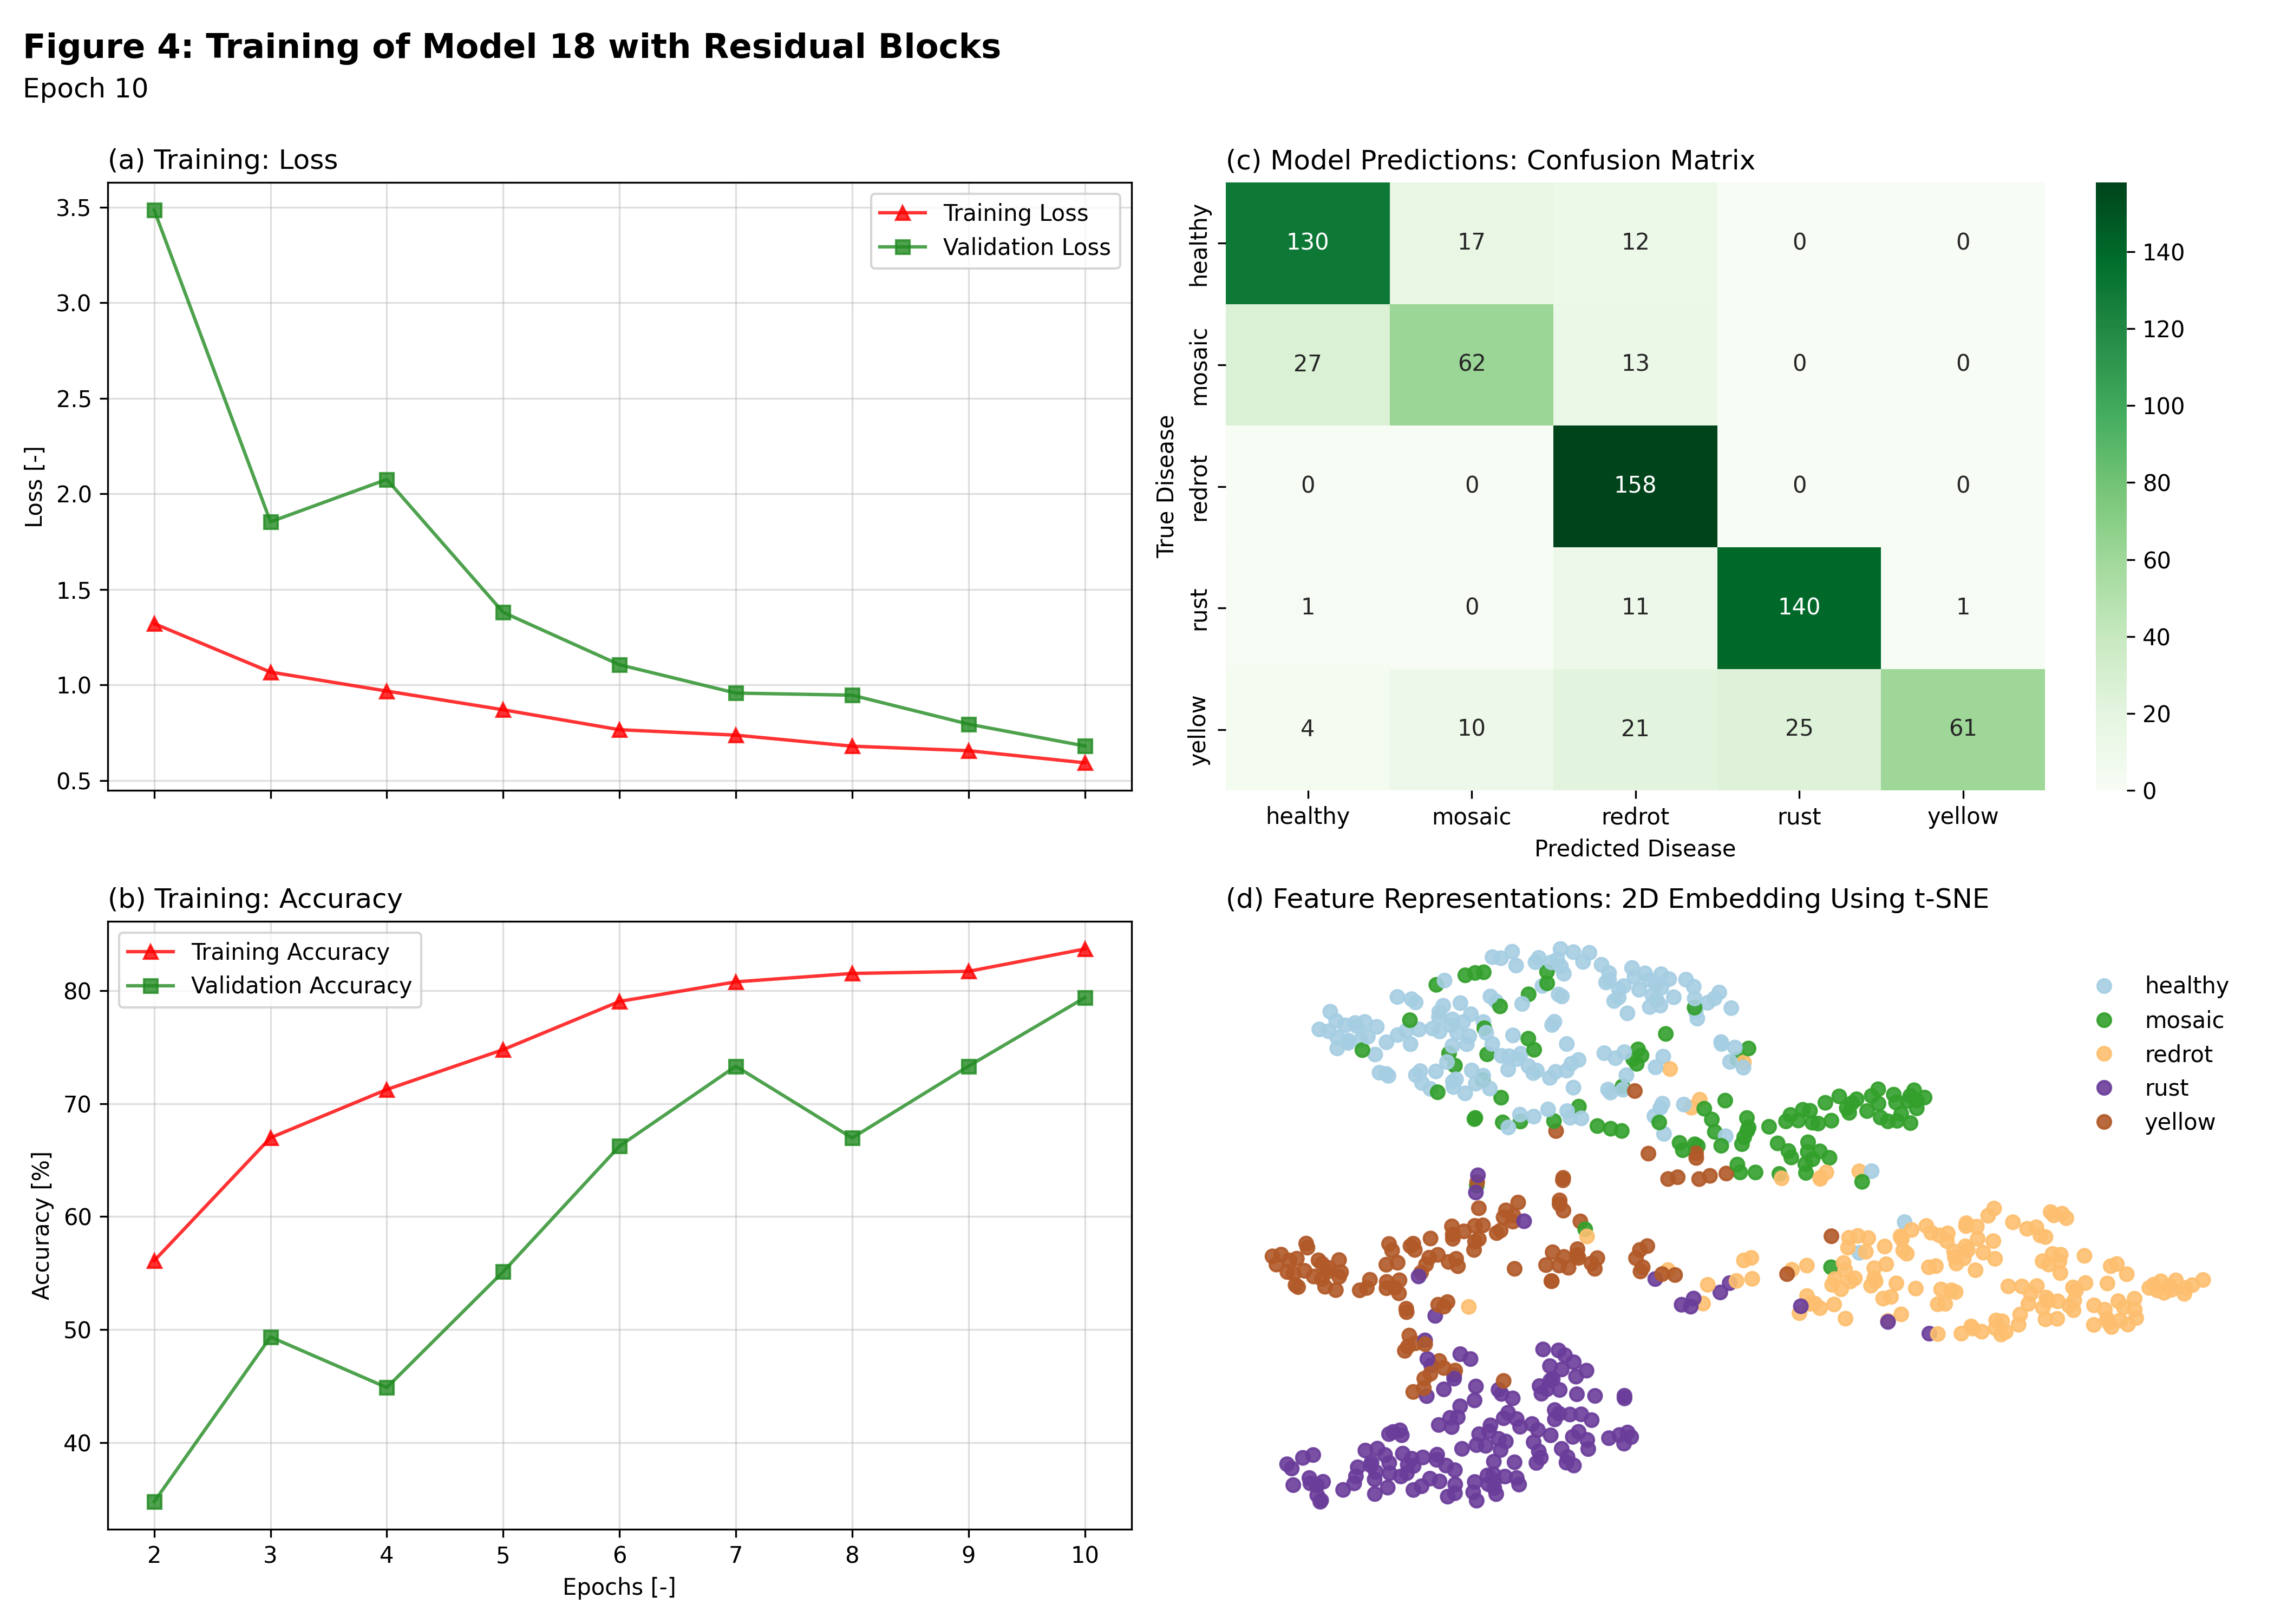 Figure 4: Training of Model 18 with Residual Blocks
Epoch 10
(a) Training: Loss
3.5
3.0
2.5
2.0
1.5
1.0
0.5
Loss [-]
Training Loss
Validation Loss
(b) Training: Accuracy
80
70
60
50
40
Accuracy [%]
Training Accuracy
Validation Accuracy
2 3 4 5 6 7 8 9 10
Epochs [-]
(c) Model Predictions: Confusion Matrix
True Disease
healthy 130 17 12 0 0
mosaic 27 62 13 0 0
redrot 0 0 158 0 0
rust 1 0 11 140 1
yellow 4 10 21 25 61
healthy mosaic redrot rust yellow
Predicted Disease
140
120
100
80
60
40
20
0
(d) Feature Representations: 2D Embedding Using t-SNE
healthy
mosaic
redrot
rust
yellow